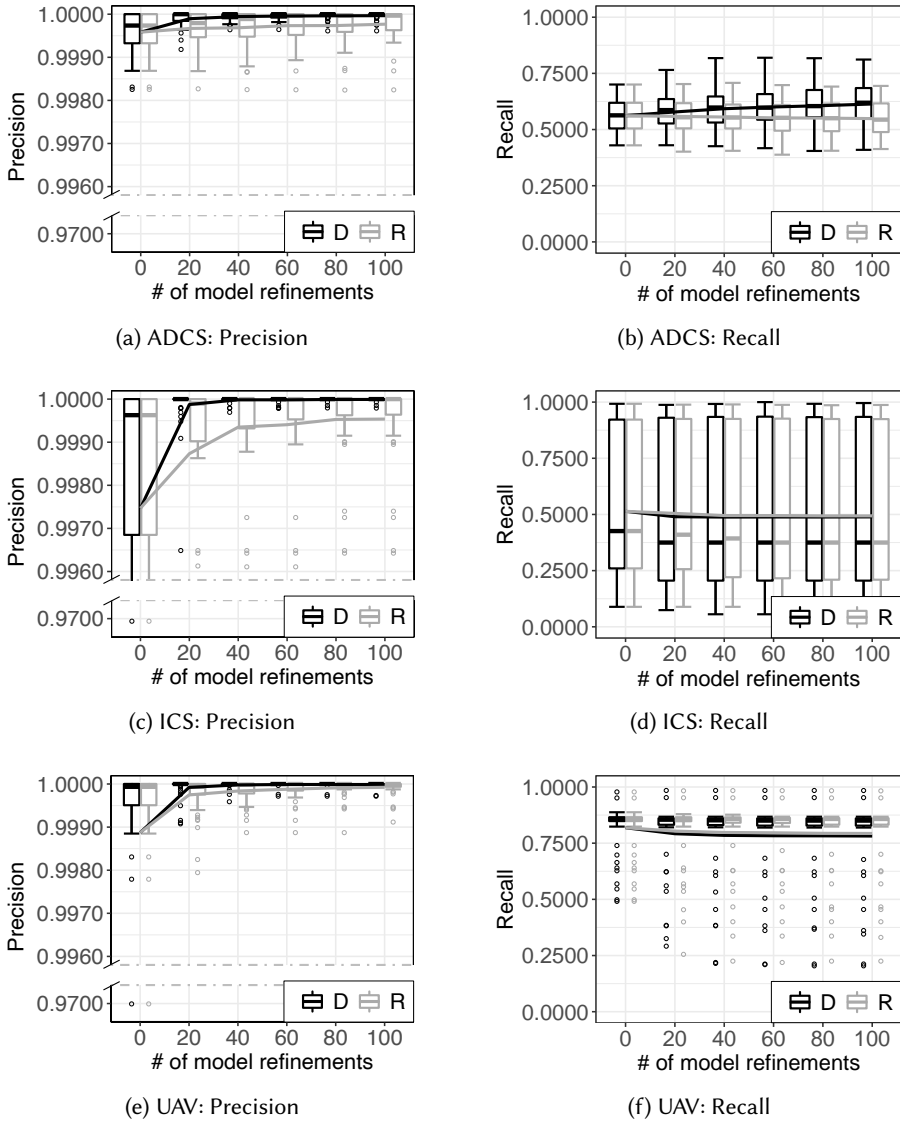 Precision
1.0000
0.9990
0.9980
0.9970
0.9960
0.9700
D R
0 20 40 60 80 100
# of model refinements
(a) ADCS: Precision
Recall
1.0000
0.7500
0.5000
0.2500
0.0000
D R
0 20 40 60 80 100
# of model refinements
(b) ADCS: Recall
Precision
1.0000
0.9990
0.9980
0.9970
0.9960
0.9700
D R
0 20 40 60 80 100
# of model refinements
(c) ICS: Precision
Recall
1.0000
0.7500
0.5000
0.2500
0.0000
D R
0 20 40 60 80 100
# of model refinements
(d) ICS: Recall
Precision
1.0000
0.9990
0.9980
0.9970
0.9960
0.9700
D R
0 20 40 60 80 100
# of model refinements
(e) UAV: Precision
Recall
1.0000
0.7500
0.5000
0.2500
0.0000
D R
0 20 40 60 80 100
# of model refinements
(f) UAV: Recall